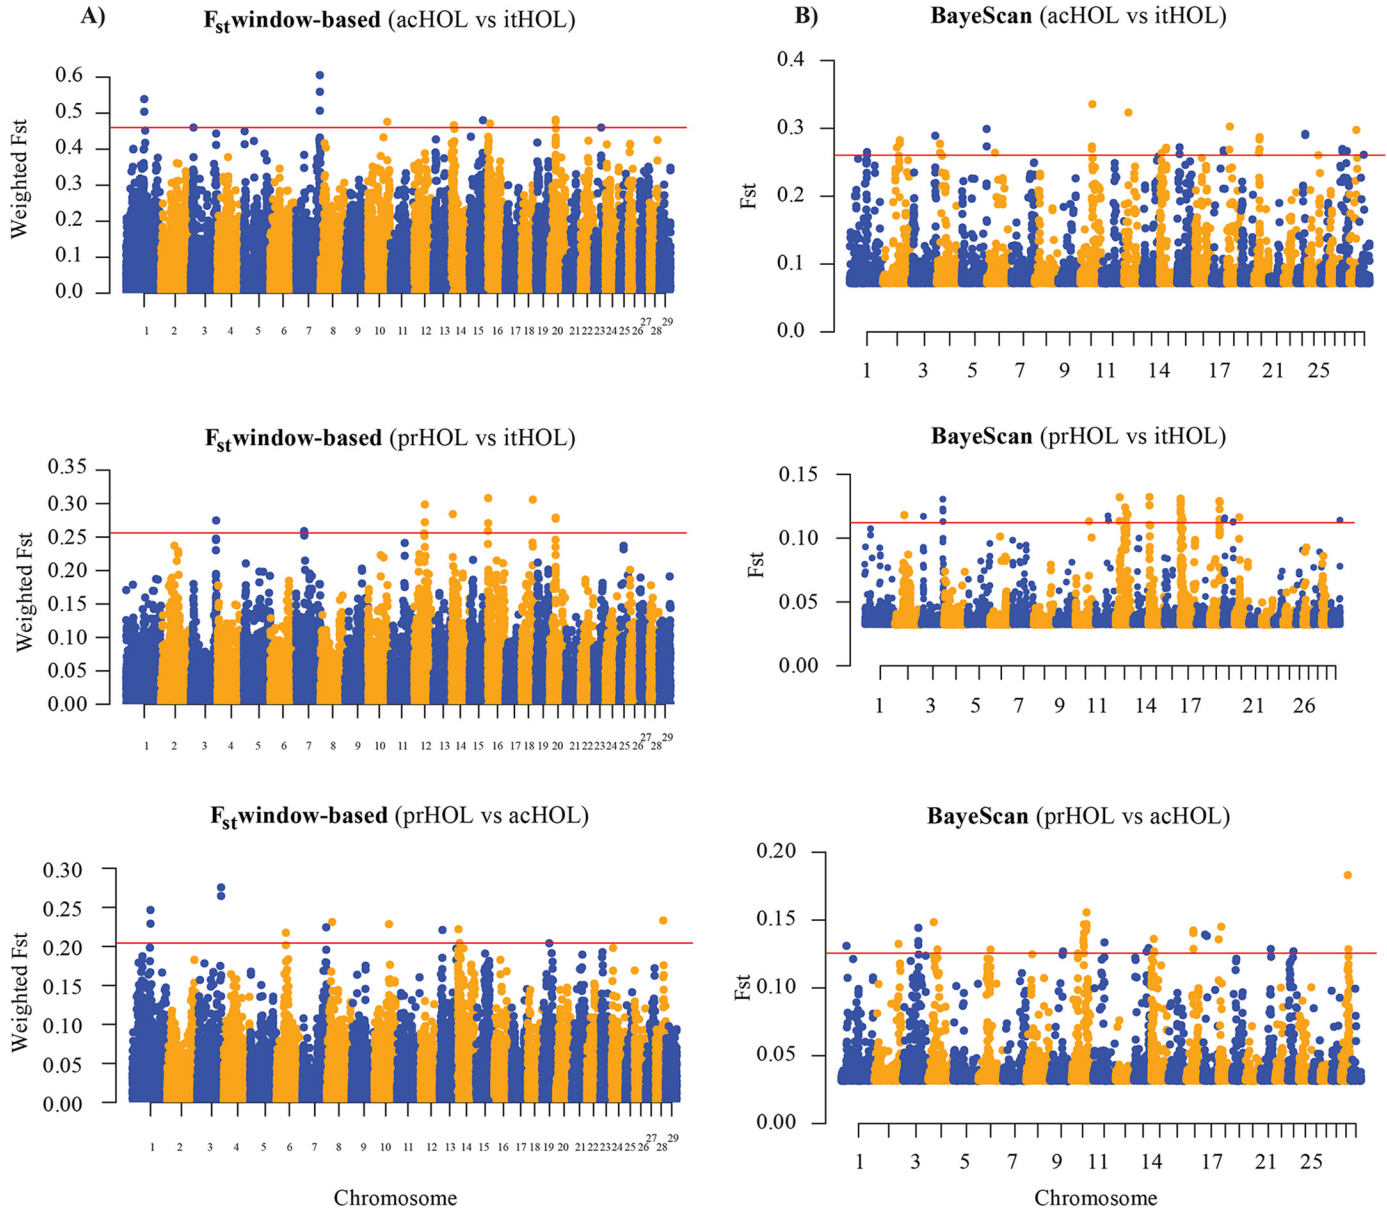 A)
Fstwindow-based (acHOL vs itHOL)
Weighted Fst
0.6
0.5
0.4
0.3
0.2
0.1
0.0
1 2 3 4 5 6 7 8 9 10 11 12 13 14 15 16 17 18 19 20 21 22 23 24 25 26 27 28 29
Fstwindow-based (prHOL vs itHOL)
Weighted Fst
0.35
0.30
0.25
0.20
0.15
0.10
0.05
0.00
1 2 3 4 5 6 7 8 9 10 11 12 13 14 15 16 17 18 19 20 21 22 23 24 25 26 27 28 29
Fstwindow-based (prHOL vs acHOL)
Weighted Fst
0.30
0.25
0.20
0.15
0.10
0.05
0.00
1 2 3 4 5 6 7 8 9 10 11 12 13 14 15 16 17 18 19 20 21 22 23 24 25 26 27 28 29
Chromosome
B)
BayeScan (acHOL vs itHOL)
Fst
0.4
0.3
0.2
0.1
0.0
1 3 4 5 7 8 9 11 14 17 21 25
BayeScan (prHOL vs itHOL)
Fst
0.15
0.10
0.05
0.00
1 3 4 5 7 8 9 11 14 17 21 26
BayeScan (prHOL vs acHOL)
Fst
0.20
0.15
0.10
0.05
0.00
1 3 5 7 9 11 14 17 21 25
Chromosome